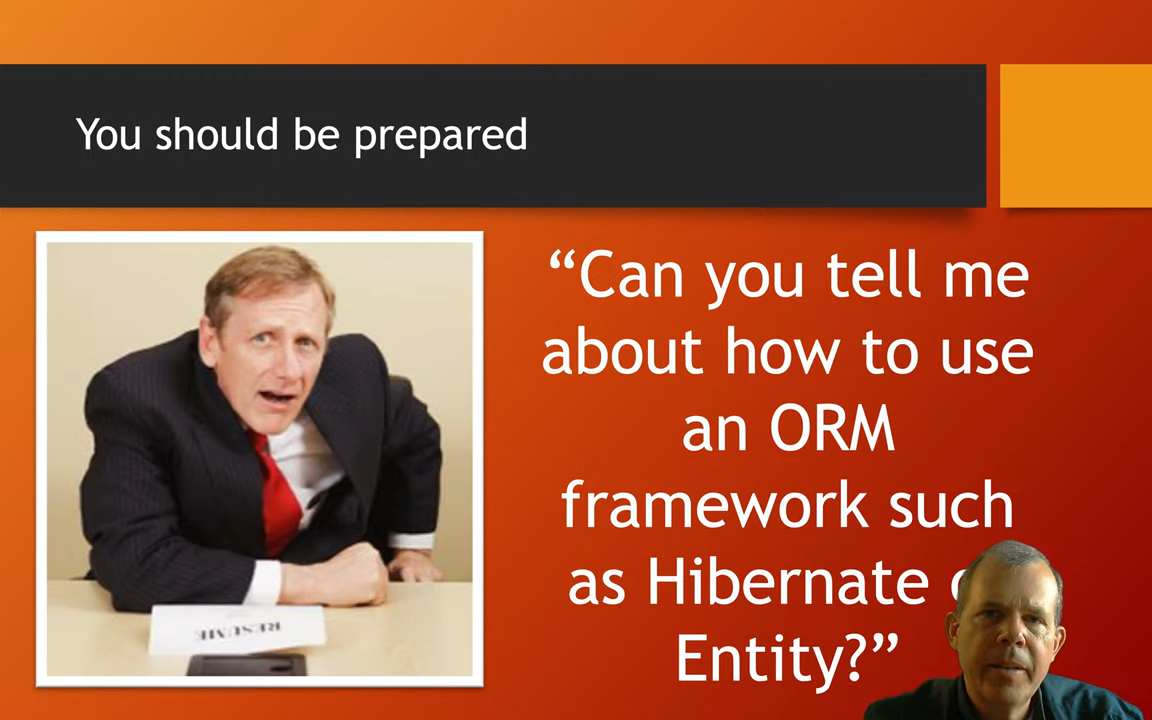 You should be prepared
“Can you tell me
about how to use
an ORM
framework such
as Hibernate
Entity?”
RESUME